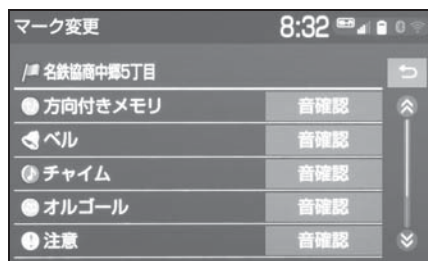 マーク変更 8:32
名鉄協商中郷5丁目
方向付きメモリ 音確認
ベル 音確認
チャイム 音確認
オルゴール 音確認
注意 音確認